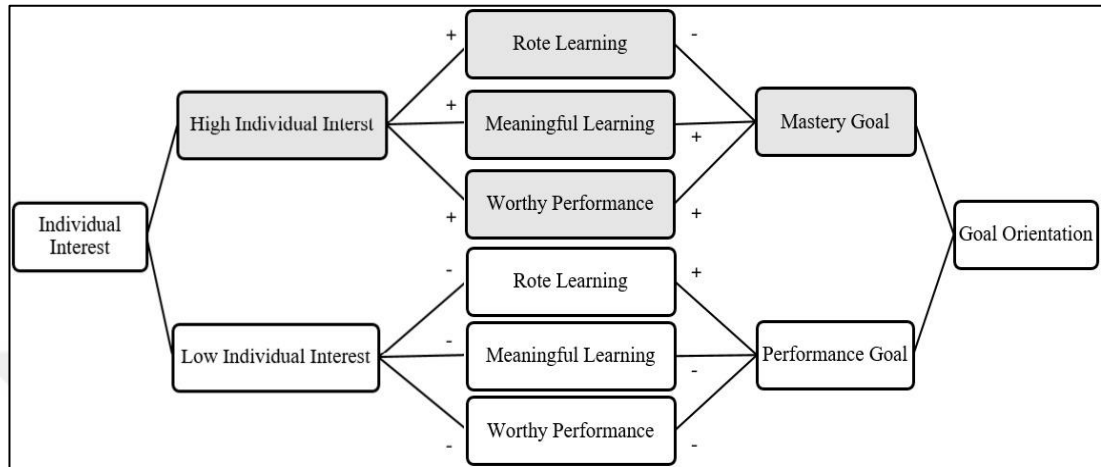 +
Rote Learning
-
High Individual Interst
+
Meaningful Learning
+
Mastery Goal
+
Worthy Performance
+
Individual
Interest
Goal Orientation
-
Rote Learning
+
Low Individual Interest
-
Meaningful Learning
-
Performance Goal
-
Worthy Performance
-